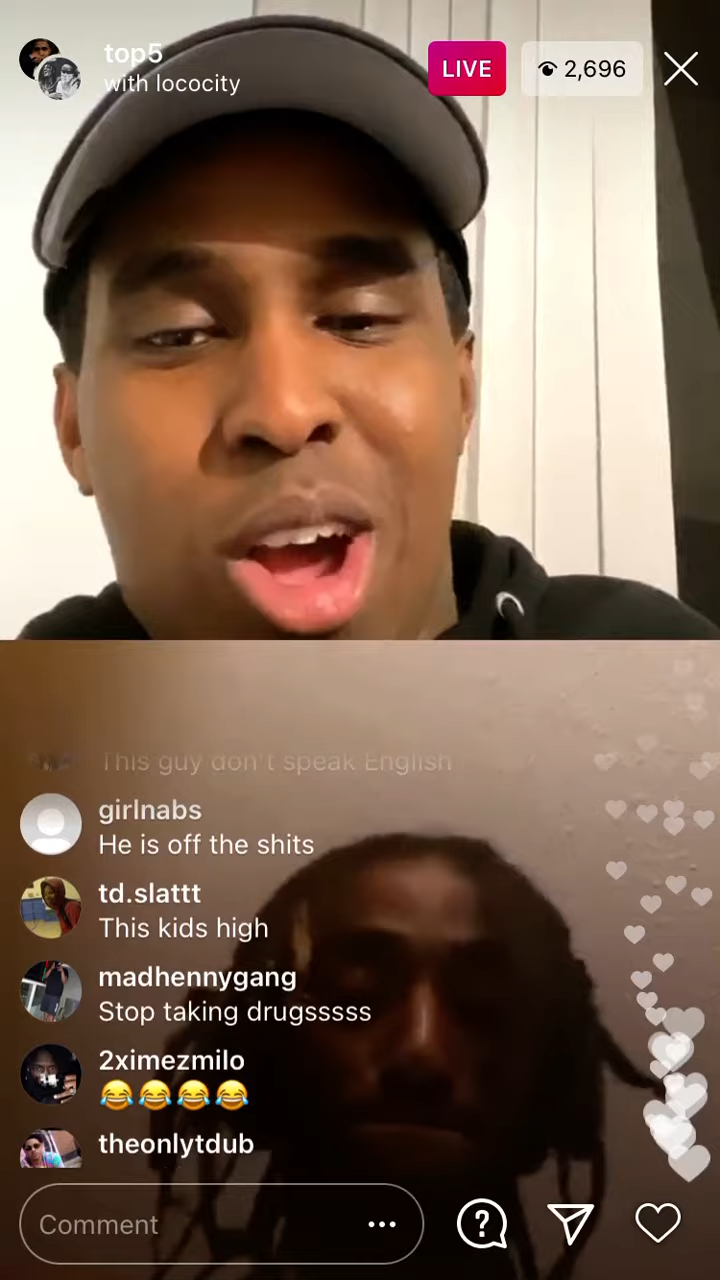 top5
with lococity
LIVE
2,696
This guy don't speak English
girlnabs
He is off the shits
td.slattt
This kids high
madhennygang
Stop taking drugsssss
2ximezmilo
😂😂😂😂
theonlytdub
Comment